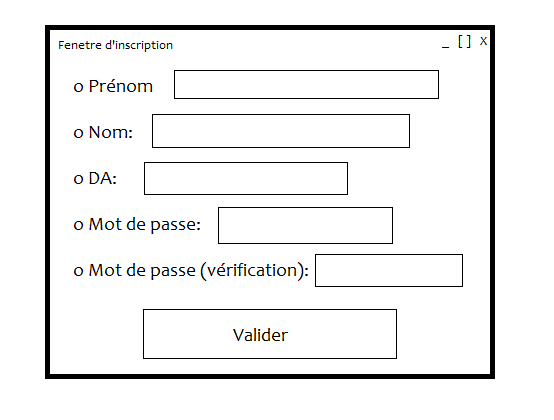 Fenetre d'inscription _ [ ] X
o Prénom
o Nom:
o DA:
o Mot de passe:
o Mot de passe (vérification):
Valider